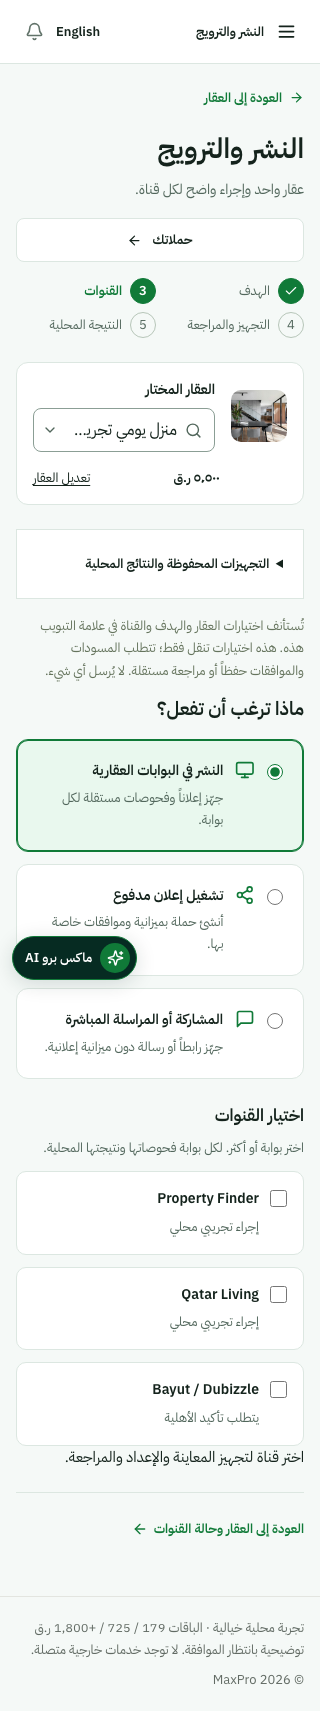 النشر والترويج
English
العودة إلى العقار
النشر والترويج
عقار واحد وإجراء واضح لكل قناة.
حملاتك
الهدف
3 القنوات
4 التجهيز والمراجعة
5 النتيجة المحلية
العقار المختار
منزل يومي تجريـ...
٥,٥٠٠ ر.ق
تعديل العقار
التجهيزات المحفوظة والنتائج المحلية
تُستأنف اختيارات العقار والهدف والقناة في علامة التبويب
هذه. هذه اختيارات تنقل فقط؛ تتطلب المسودات
والموافقات حفظاً أو مراجعة مستقلة. لا يُرسل أي شيء.
ماذا ترغب أن تفعل؟
النشر في البوابات العقارية
جهّز إعلاناً وفحوصات مستقلة لكل
بوابة.
تشغيل إعلان مدفوع
أنشئ حملة بميزانية وموافقات خاصة
بها.
ماكس برو AI
المشاركة أو المراسلة المباشرة
جهّز رابطاً أو رسالة دون ميزانية إعلانية.
اختيار القنوات
اختر بوابة أو أكثر. لكل بوابة فحوصاتها ونتيجتها المحلية.
Property Finder
إجراء تجريبي محلي
Qatar Living
إجراء تجريبي محلي
Bayut / Dubizzle
يتطلب تأكيد الأهلية
اختر قناة لتجهيز المعاينة والإعداد والمراجعة.
العودة إلى العقار وحالة القنوات
تجربة محلية خيالية · الباقات 179 / 725 / +1,800 ر.ق
توضيحية بانتظار الموافقة. لا توجد خدمات خارجية متصلة.
© 2026 MaxPro